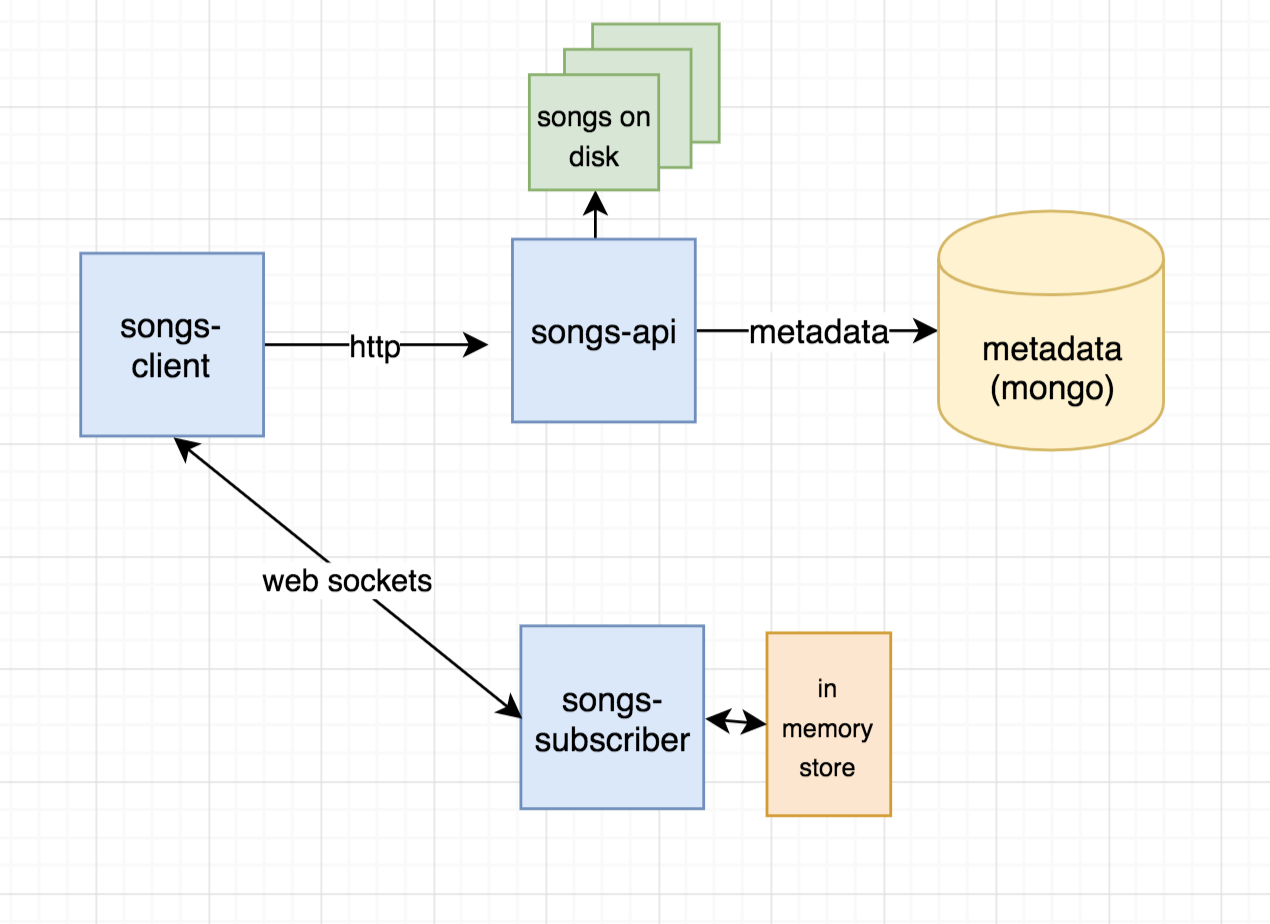 songs on
disk
songs-
client
http
songs-api
metadata
metadata
(mongo)
web sockets
songs-
subscriber
in
memory
store